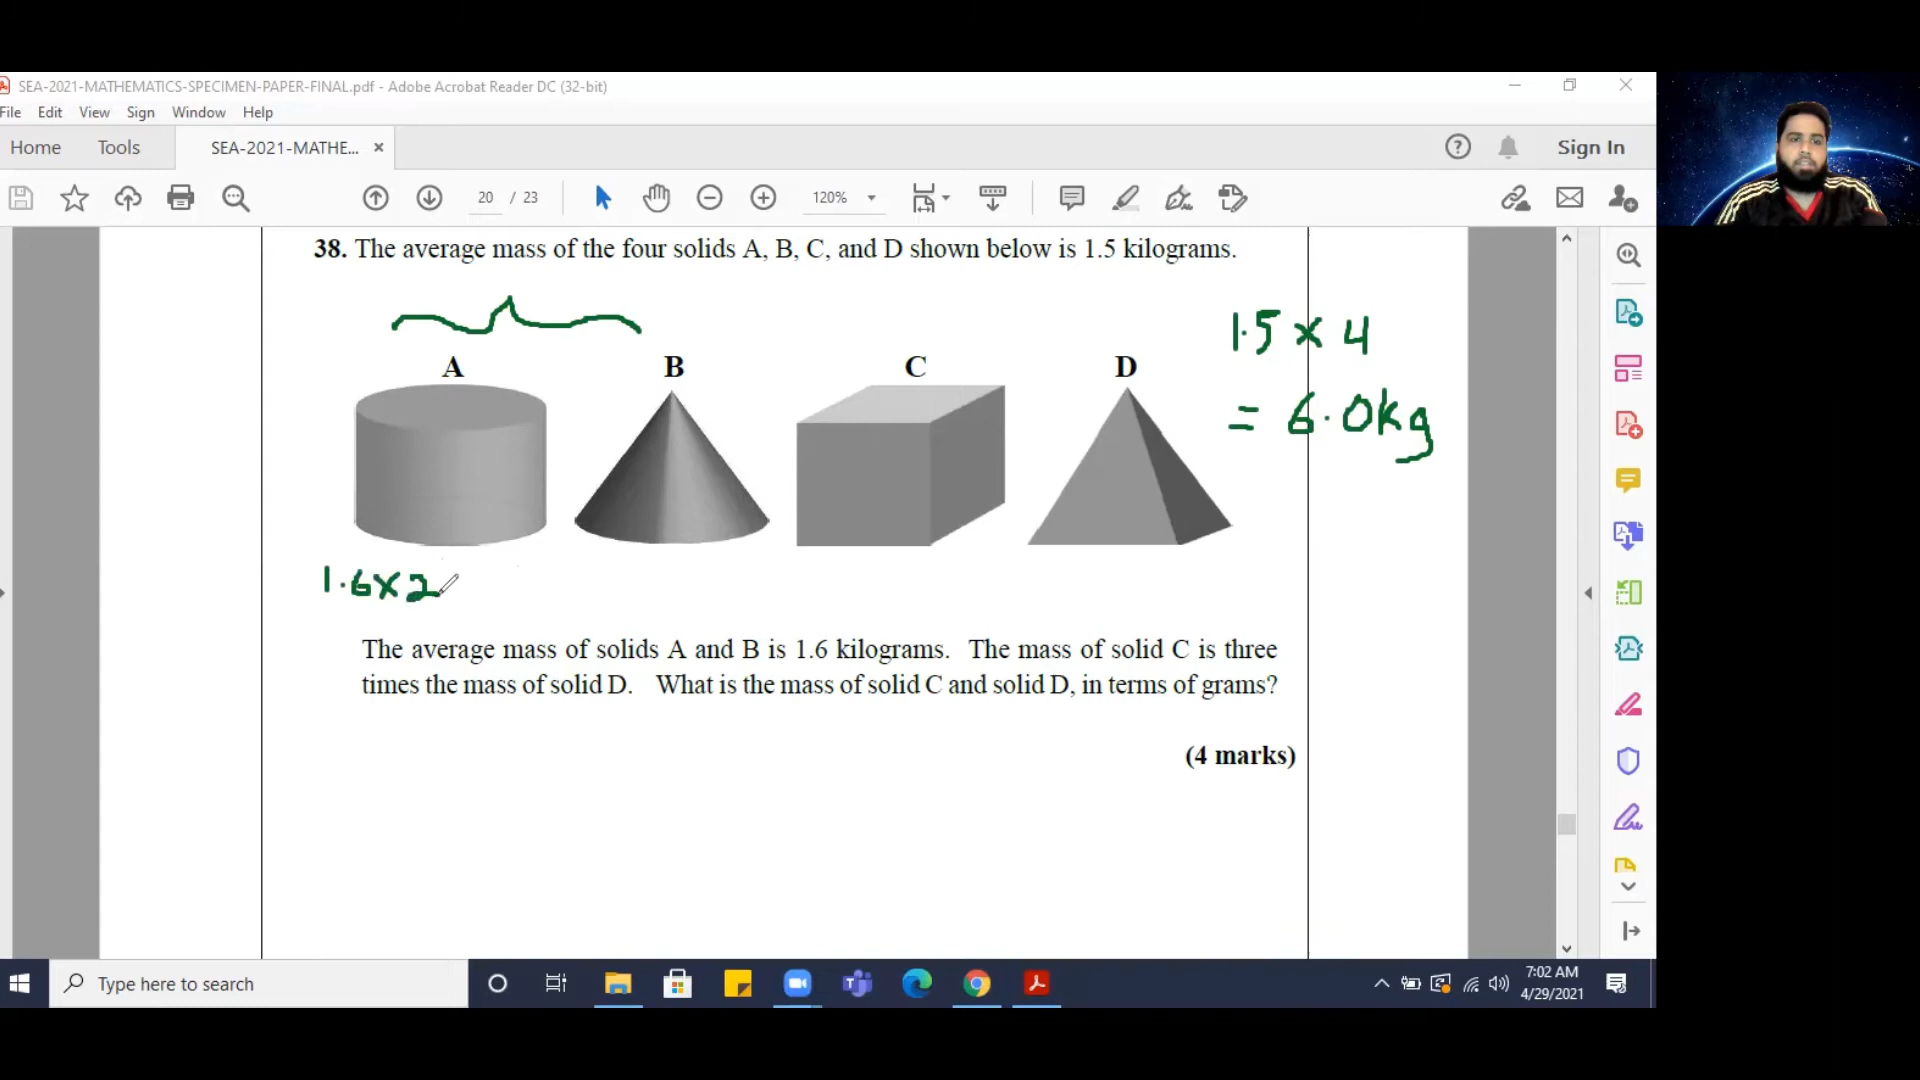 SEA-2021-MATHEMATICS-SPECIMEN-PAPER-FINAL.pdf - Adobe Acrobat Reader DC (32-bit)
File Edit View Sign Window Help
Home Tools SEA-2021-MATHE... × Sign In
20 / 23 120%
38. The average mass of the four solids A, B, C, and D shown below is 1.5 kilograms.
1.5 × 4
A B C D
= 6.0kg
1.6×2
The average mass of solids A and B is 1.6 kilograms. The mass of solid C is three
times the mass of solid D. What is the mass of solid C and solid D, in terms of grams?
(4 marks)
Type here to search
7:02 AM
4/29/2021